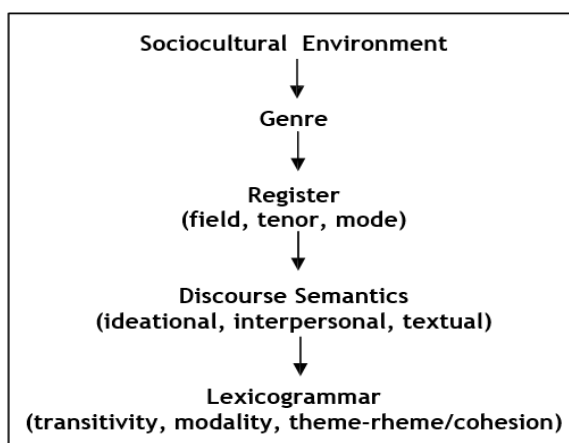 Sociocultural Environment
Genre
Register
(field, tenor, mode)
Discourse Semantics
(ideational, interpersonal, textual)
Lexicogrammar
(transitivity, modality, theme-rheme/cohesion)